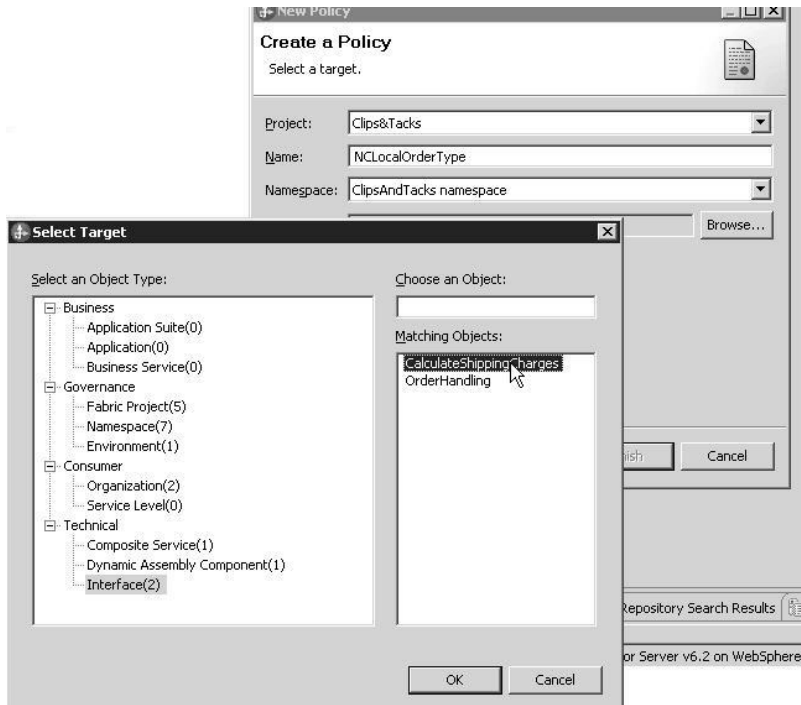 New Policy
Create a Policy
Select a target.
Project: Clips&Tacks
Name: NCLocalOrderType
Namespace: ClipsAndTacks namespace
Browse...
Select Target
Select an Object Type:
Business
Application Suite(0)
Application(0)
Business Service(0)
Governance
Fabric Project(5)
Namespace(7)
Environment(1)
Consumer
Organization(2)
Service Level(0)
Technical
Composite Service(1)
Dynamic Assembly Component(1)
Interface(2)
Choose an Object:
Matching Objects:
CalculateShippingCharges
OrderHandling
OK Cancel
nish Cancel
Repository Search Results
or Server v6.2 on WebSphere